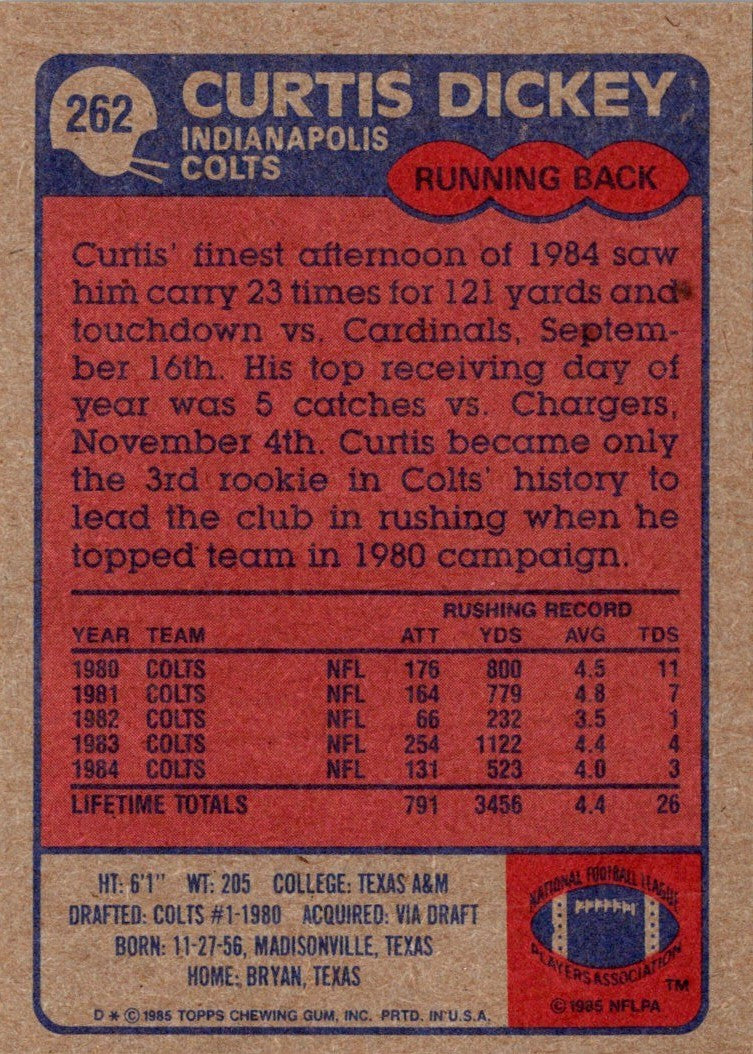 262
CURTIS DICKEY
INDIANAPOLIS
COLTS
RUNNING BACK
Curtis' finest afternoon of 1984 saw
him carry 23 times for 121 yards and
touchdown vs. Cardinals, Septem-
ber 16th. His top receiving day of
year was 5 catches vs. Chargers,
November 4th. Curtis became only
the 3rd rookie in Colts' history to
lead the club in rushing when he
topped team in 1980 campaign.
RUSHING RECORD
YEAR TEAM ATT YDS AVG TDS
1980 COLTS NFL 176 800 4.5 11
1981 COLTS NFL 164 779 4.8 7
1982 COLTS NFL 66 232 3.5 1
1983 COLTS NFL 254 1122 4.4 4
1984 COLTS NFL 131 523 4.0 3
LIFETIME TOTALS 791 3456 4.4 26
HT: 6'1" WT: 205 COLLEGE: TEXAS A&M
DRAFTED: COLTS #1-1980 ACQUIRED: VIA DRAFT
BORN: 11-27-56, MADISONVILLE, TEXAS
HOME: BRYAN, TEXAS
D * © 1985 TOPPS CHEWING GUM, INC. PRTD. IN U.S.A.
NATIONAL FOOTBALL LEAGUE
PLAYERS ASSOCIATION
TM
© 1985 NFLPA